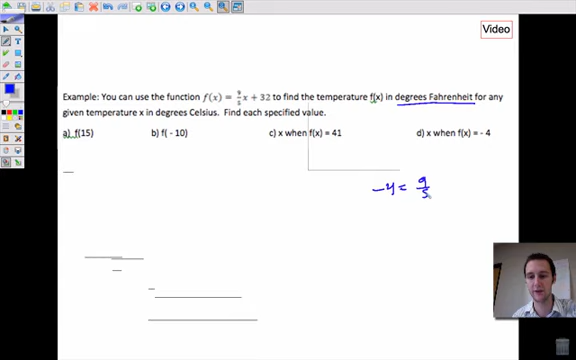 Video
Example: You can use the function f(x) = 9/5 x + 32 to find the temperature f(x) in degrees Fahrenheit for any
given temperature x in degrees Celsius. Find each specified value.
a) f(15) b) f( - 10) c) x when f(x) = 41 d) x when f(x) = - 4
-4 = 9/5